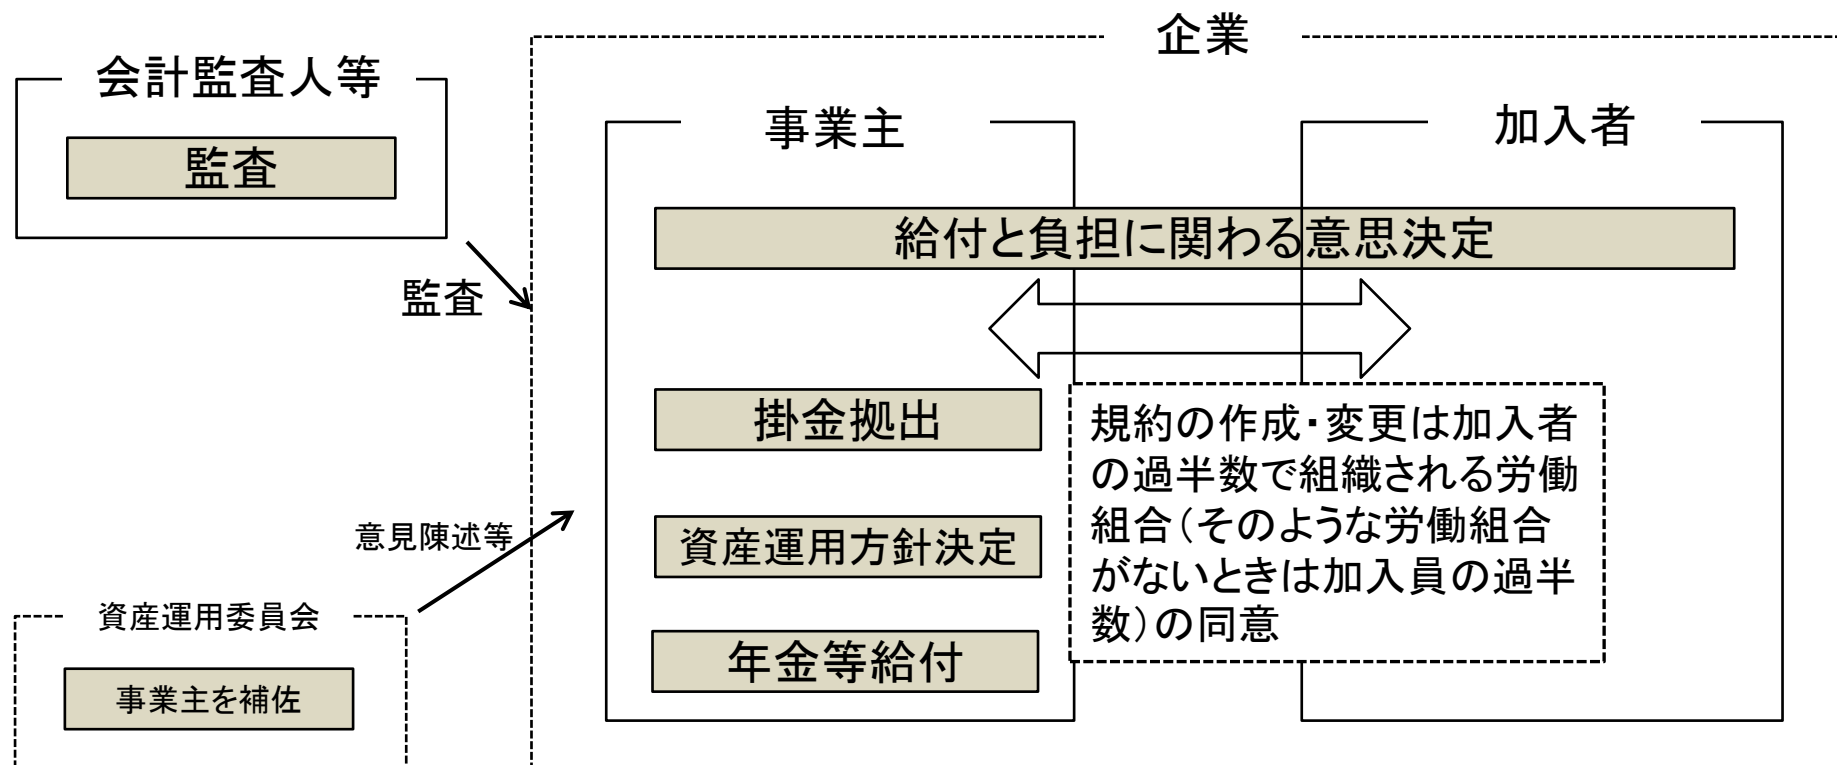 企業
会計監査人等
監査
監査
事業主
加入者
給付と負担に関わる意思決定
掛金拠出
資産運用方針決定
年金等給付
規約の作成・変更は加入者
の過半数で組織される労働
組合(そのような労働組合
がないときは加入員の過半
数)の同意
意見陳述等
資産運用委員会
事業主を補佐